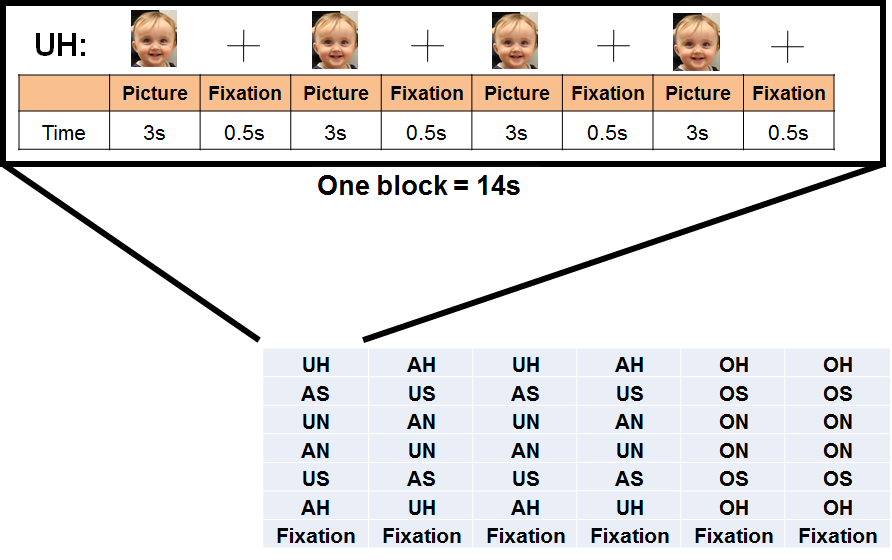 UH:
Picture Fixation Picture Fixation Picture Fixation Picture Fixation
Time 3s 0.5s 3s 0.5s 3s 0.5s 3s 0.5s
One block = 14s
UH AH UH AH OH OH
AS US AS US OS OS
UN AN UN AN ON ON
AN UN AN UN ON ON
US AS US AS OS OS
AH UH AH UH OH OH
Fixation Fixation Fixation Fixation Fixation Fixation